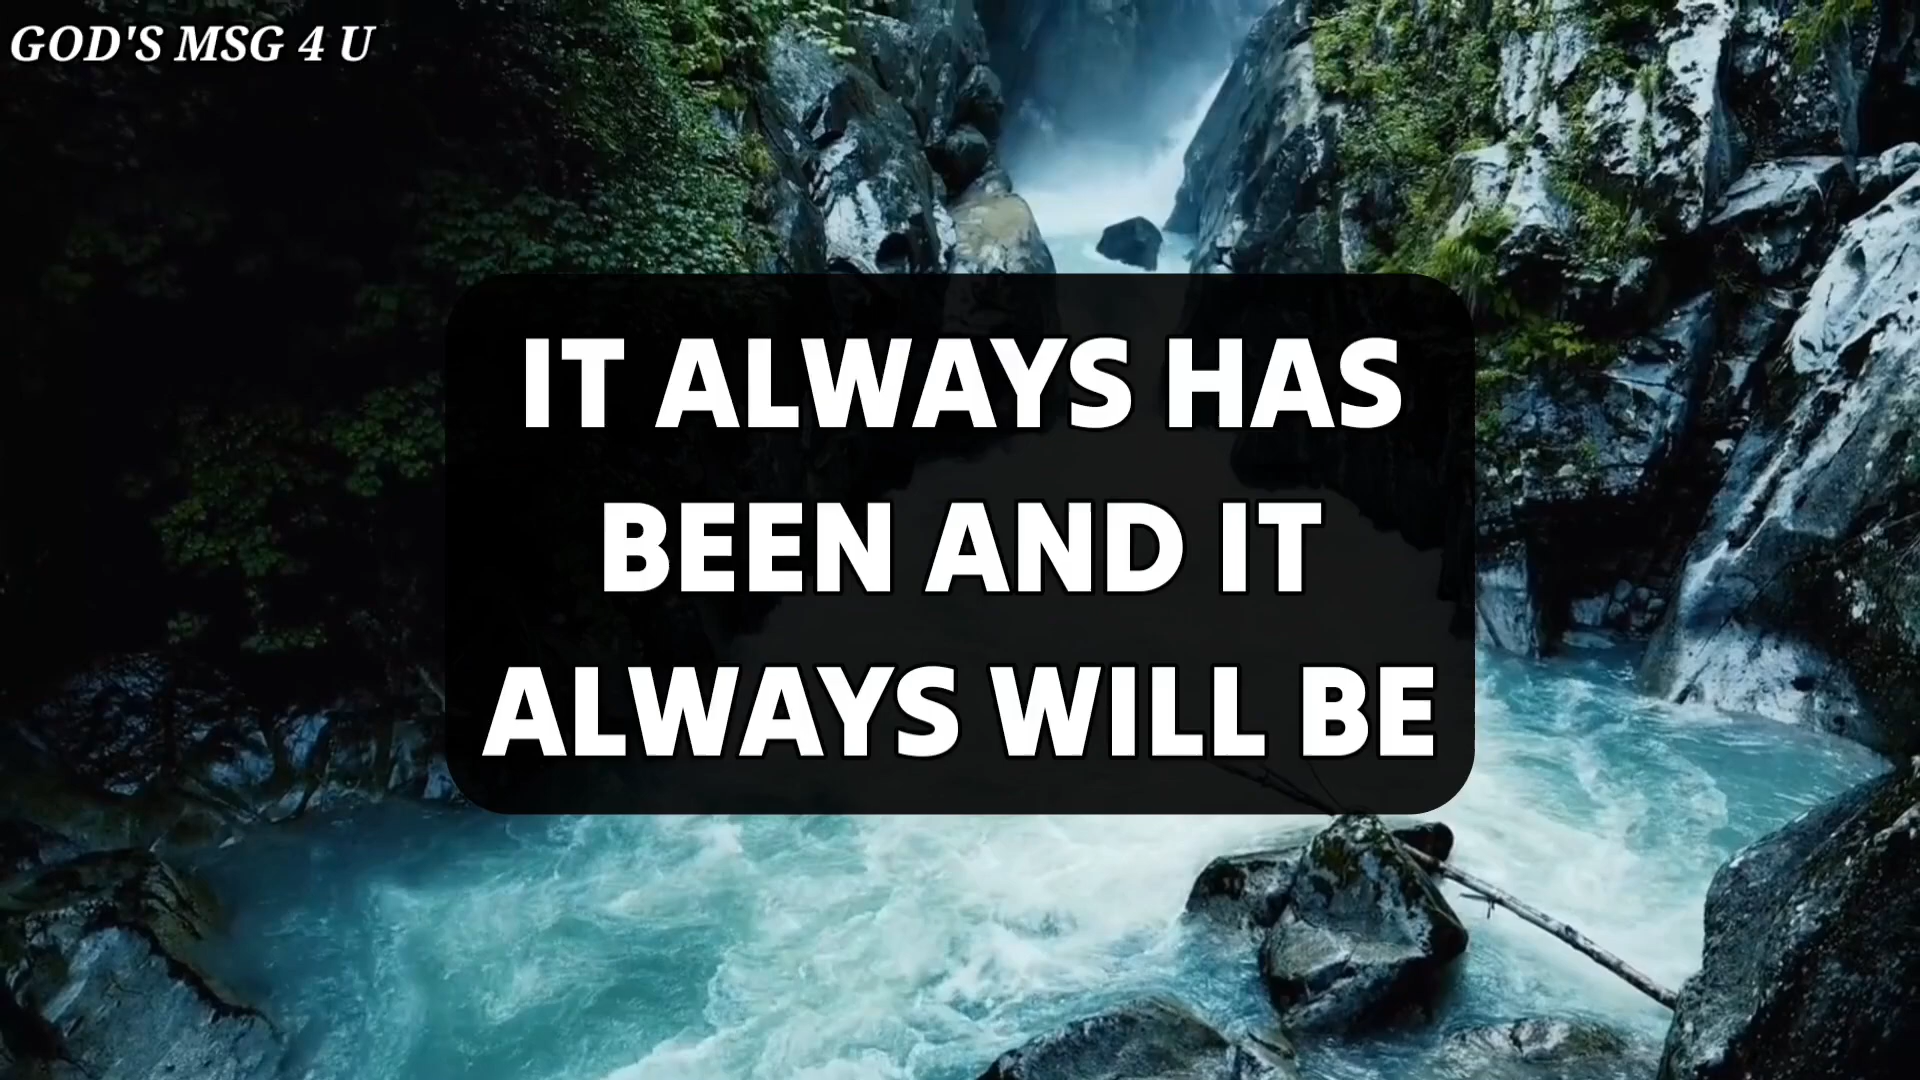 GOD'S MSG 4 U
IT ALWAYS HAS
BEEN AND IT
ALWAYS WILL BE